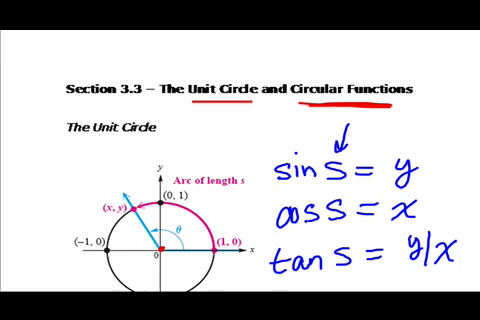 Section 3.3 – The Unit Circle and Circular Functions
The Unit Circle
y
Arc of length s
(0, 1)
(x, y)
θ
(−1, 0)
(1, 0)
x
0
sin s = y
cos s = x
tan s = y/x